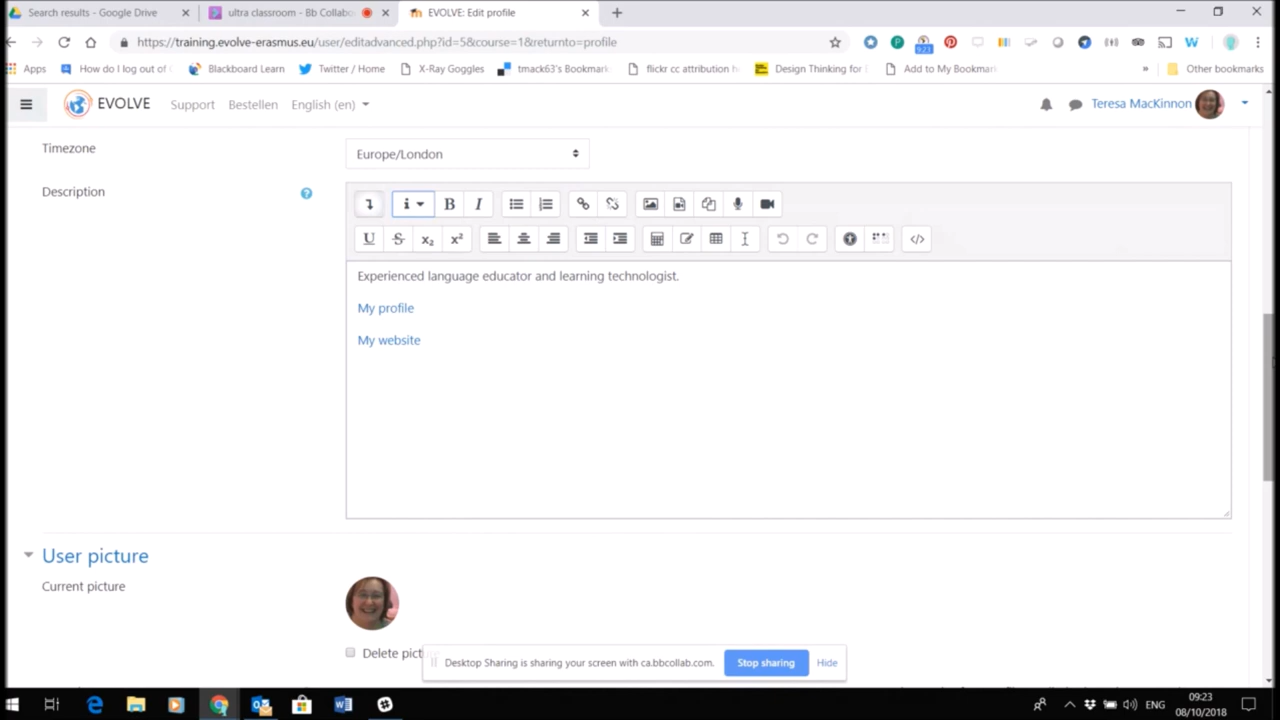 Search results - Google Drive
ultra classroom - Bb Collabo
EVOLVE: Edit profile
https://training.evolve-erasmus.eu/user/editadvanced.php?id=5&course=1&returnto=profile
9:23
Apps
How do I log out of
Blackboard Learn
Twitter / Home
X-Ray Goggles
tmack63's Bookmark
flickr cc attribution h
Design Thinking for
Add to My Bookmar
»
Other bookmarks
EVOLVE
Support
Bestellen
English (en)
Teresa MacKinnon
Timezone
Europe/London
Description
i
B
I
U
S
x₂
x²
</>
Experienced language educator and learning technologist.
My profile
My website
User picture
Current picture
Delete pict
Desktop Sharing is sharing your screen with ca.bbcollab.com.
Stop sharing
Hide
ENG
09:23
08/10/2018